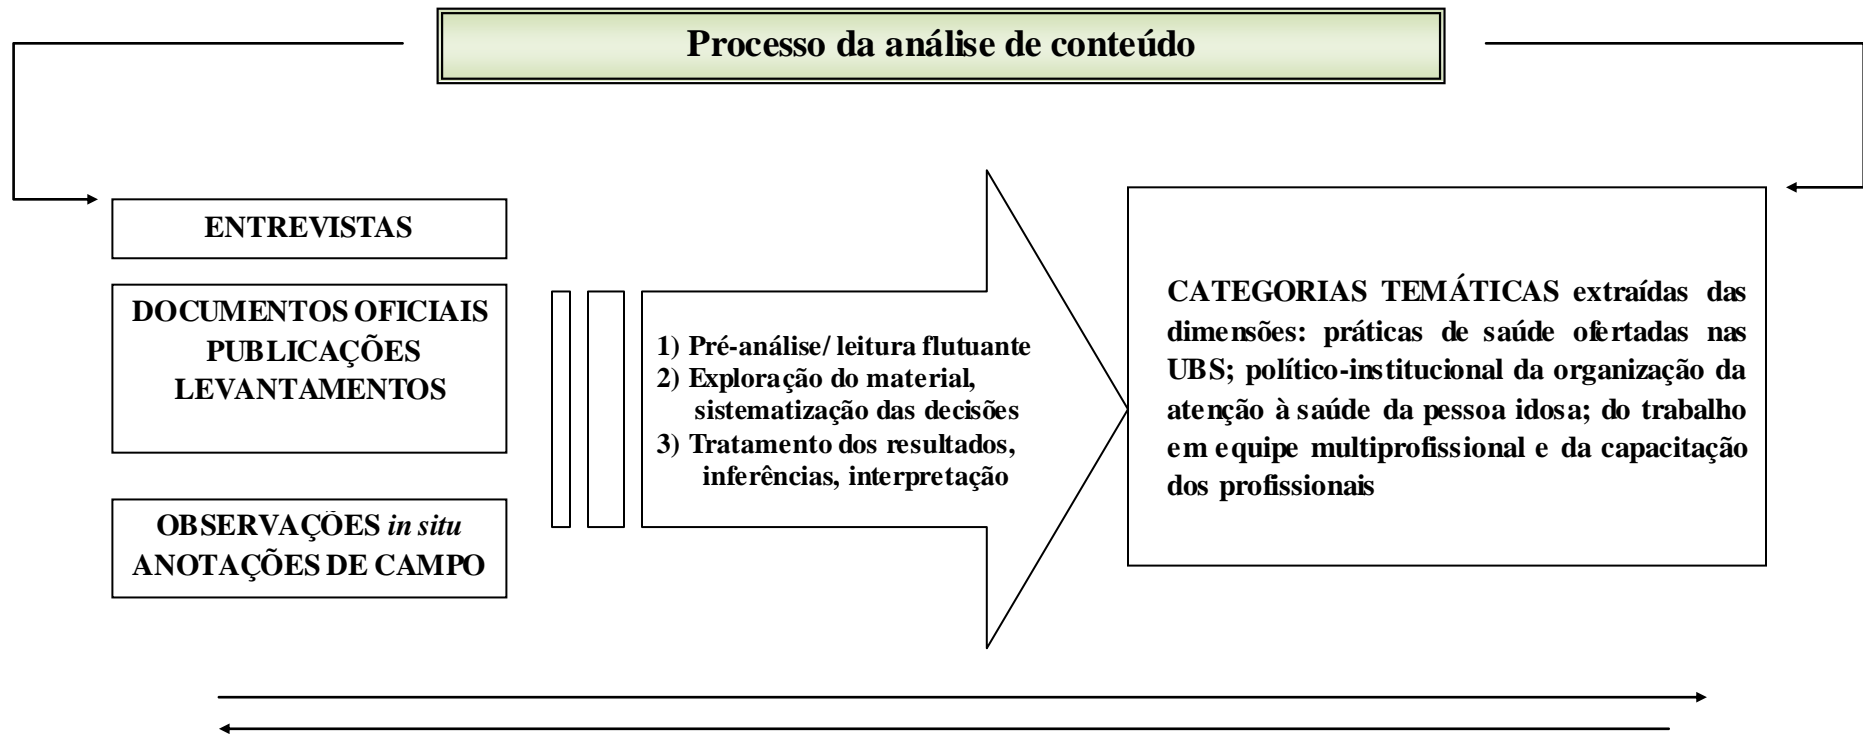 Processo da análise de conteúdo
ENTREVISTAS
DOCUMENTOS OFICIAIS
PUBLICAÇÕES
LEVANTAMENTOS
OBSERVAÇÕES in situ
ANOTAÇÕES DE CAMPO
1) Pré-análise/ leitura flutuante
2) Exploração do material,
sistematização das decisões
3) Tratamento dos resultados,
inferências, interpretação
CATEGORIAS TEMÁTICAS extraídas das
dimensões: práticas de saúde ofertadas nas
UBS; político-institucional da organização da
atenção à saúde da pessoa idosa; do trabalho
em equipe multiprofissional e da capacitação
dos profissionais